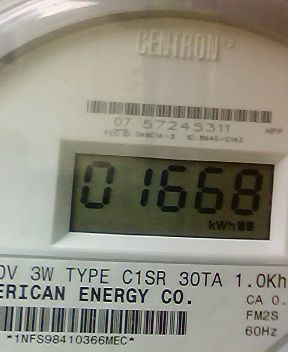 CENTRON®
07 57245311
HPP
01668
kWh
0V 3W TYPE C1SR 30TA 1.0Kh
ERICAN ENERGY CO.
CA 0.
FM2S
60Hz
*1NFS98410366MEC*